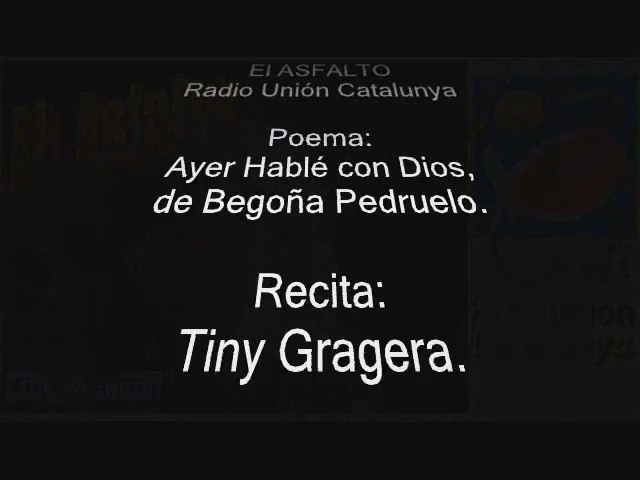 El ASFALTO
Radio Unión Catalunya
Poema:
Ayer Hablé con Dios,
de Begoña Pedruelo.
Recita:
Tiny Gragera.